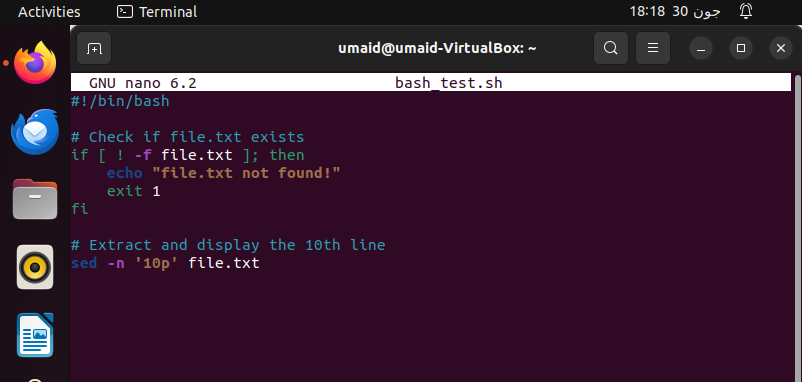 Activities
Terminal
18:18 30 جون
umaid@umaid-VirtualBox: ~
GNU nano 6.2 bash_test.sh
#!/bin/bash
# Check if file.txt exists
if [ ! -f file.txt ]; then
    echo "file.txt not found!"
    exit 1
fi
# Extract and display the 10th line
sed -n '10p' file.txt